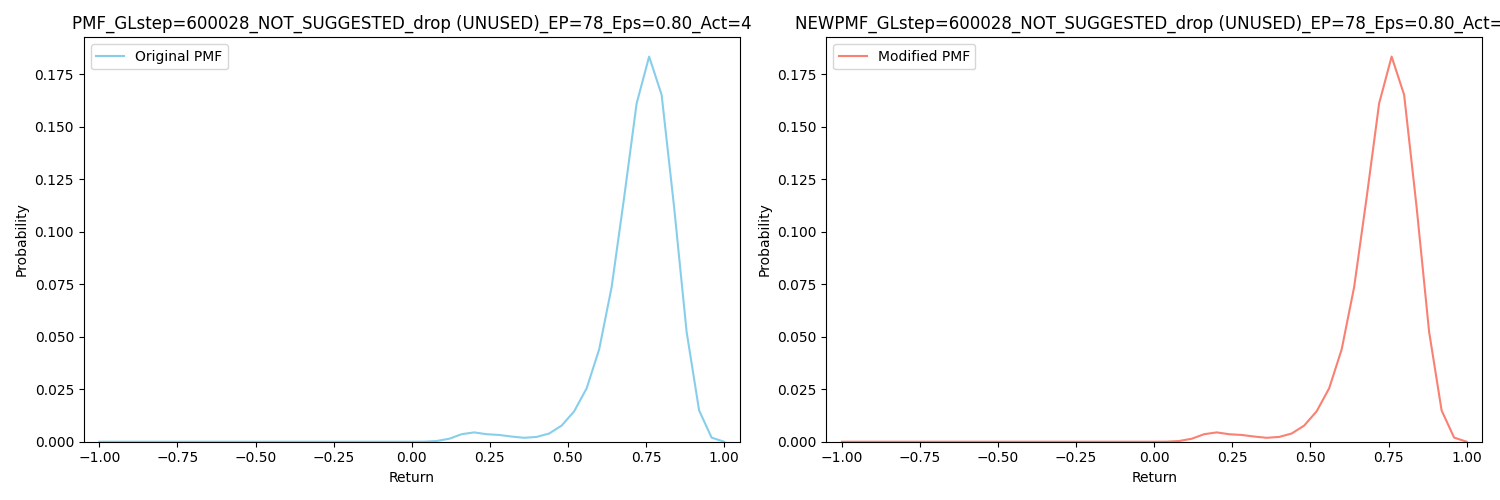 PMF_GLstep=600028_NOT_SUGGESTED_drop (UNUSED)_EP=78_Eps=0.80_Act=4
Original PMF
Probability
0.175
0.150
0.125
0.100
0.075
0.050
0.025
0.000
−1.00 −0.75 −0.50 −0.25 0.00 0.25 0.50 0.75 1.00
Return
NEWPMF_GLstep=600028_NOT_SUGGESTED_drop (UNUSED)_EP=78_Eps=0.80_Act=
Modified PMF
Probability
0.175
0.150
0.125
0.100
0.075
0.050
0.025
0.000
−1.00 −0.75 −0.50 −0.25 0.00 0.25 0.50 0.75 1.00
Return